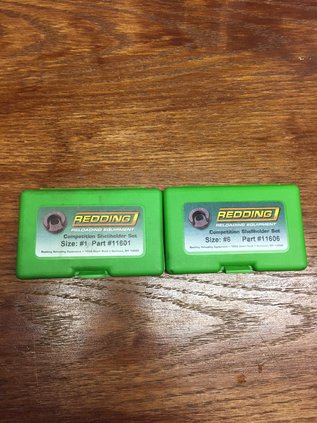 REDDING
RELOADING EQUIPMENT
Competition Shellholder Set
Size: #1 Part #11601
REDDING
RELOADING EQUIPMENT
Competition Shellholder Set
Size: #6 Part #11606